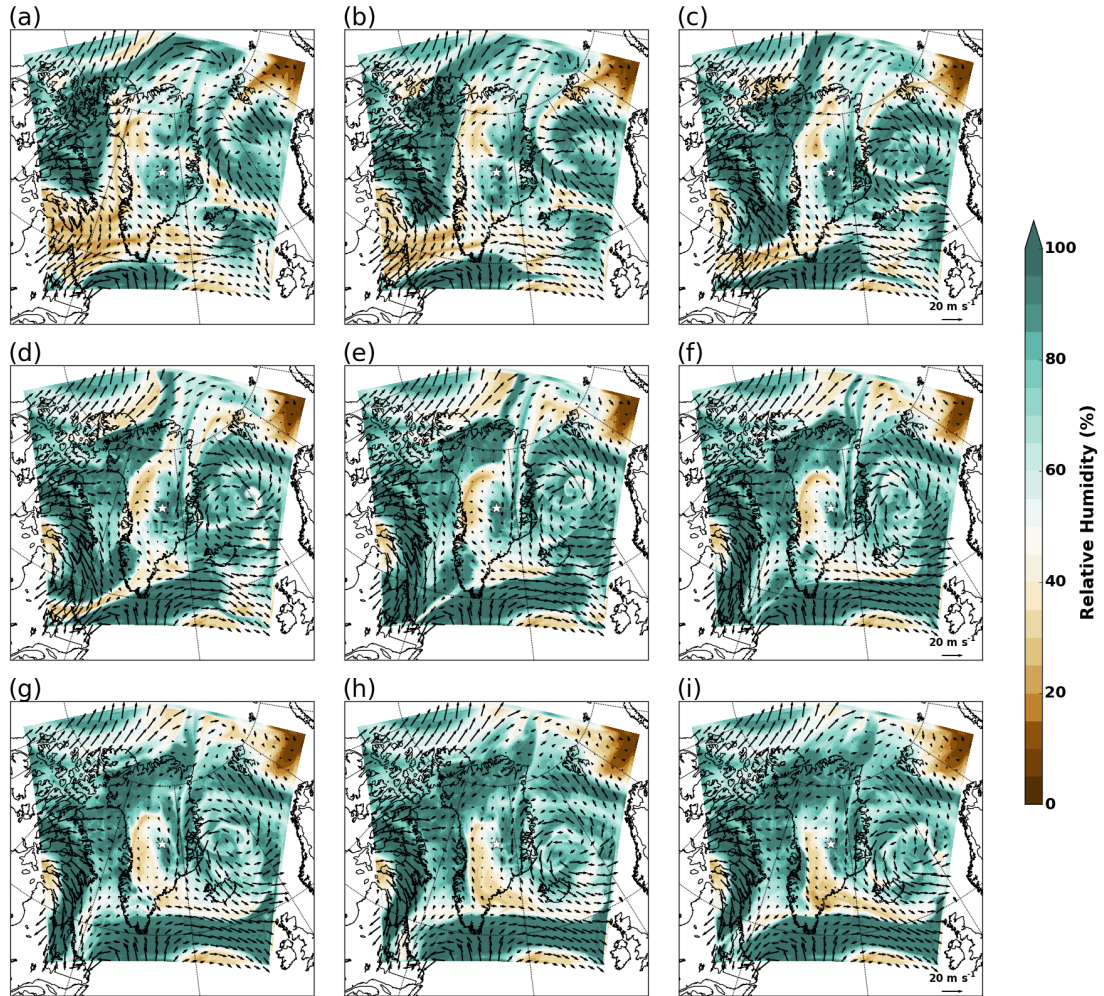 (a)
(b)
(c)
20 m s⁻¹
(d)
(e)
(f)
20 m s⁻¹
(g)
(h)
(i)
20 m s⁻¹
100
80
60
40
20
0
Relative Humidity (%)